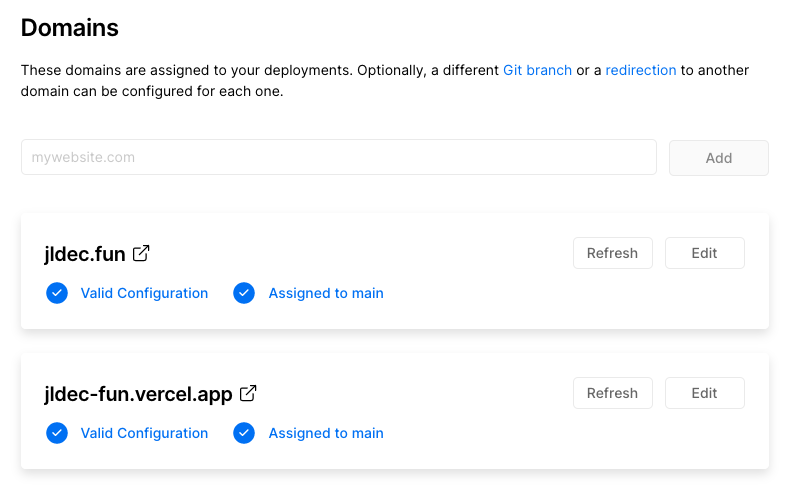 Domains
These domains are assigned to your deployments. Optionally, a different Git branch or a redirection to another
domain can be configured for each one.
mywebsite.com Add
jldec.fun Refresh Edit
Valid Configuration Assigned to main
jldec-fun.vercel.app Refresh Edit
Valid Configuration Assigned to main